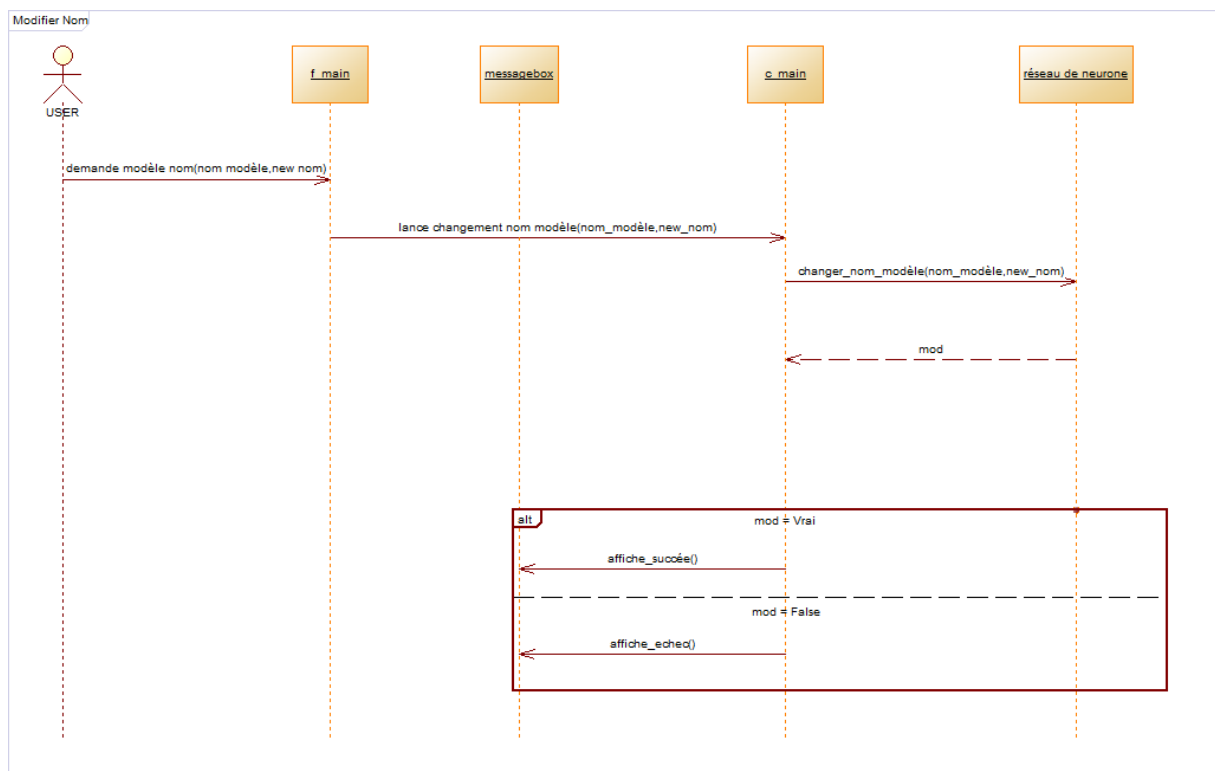 Modifier Nom
USER
f_main
messagebox
c_main
réseau de neurone
demande modèle nom(nom modèle,new nom)
lance changement nom modèle(nom_modèle,new_nom)
changer_nom_modèle(nom_modèle,new_nom)
mod
alt
mod = Vrai
affiche_succée()
mod = False
affiche_echec()